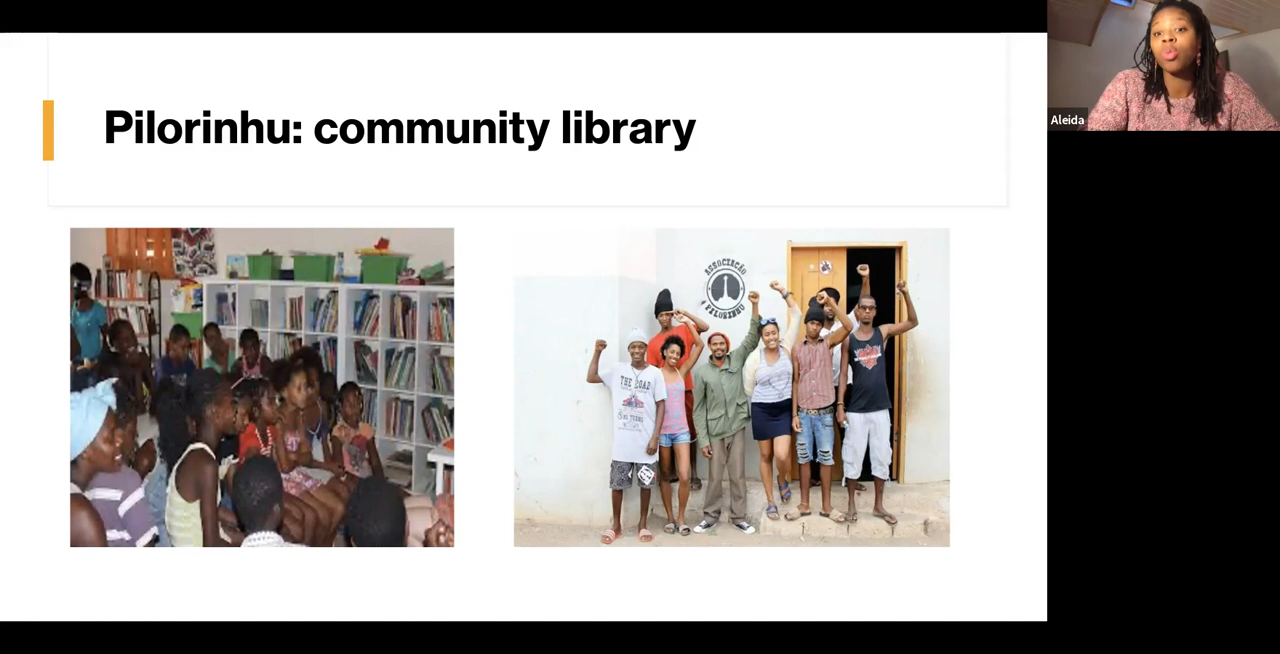 Pilorinhu: community library
Aleida
ASSOCIAÇÃO
PILORINHU
THE ROAD